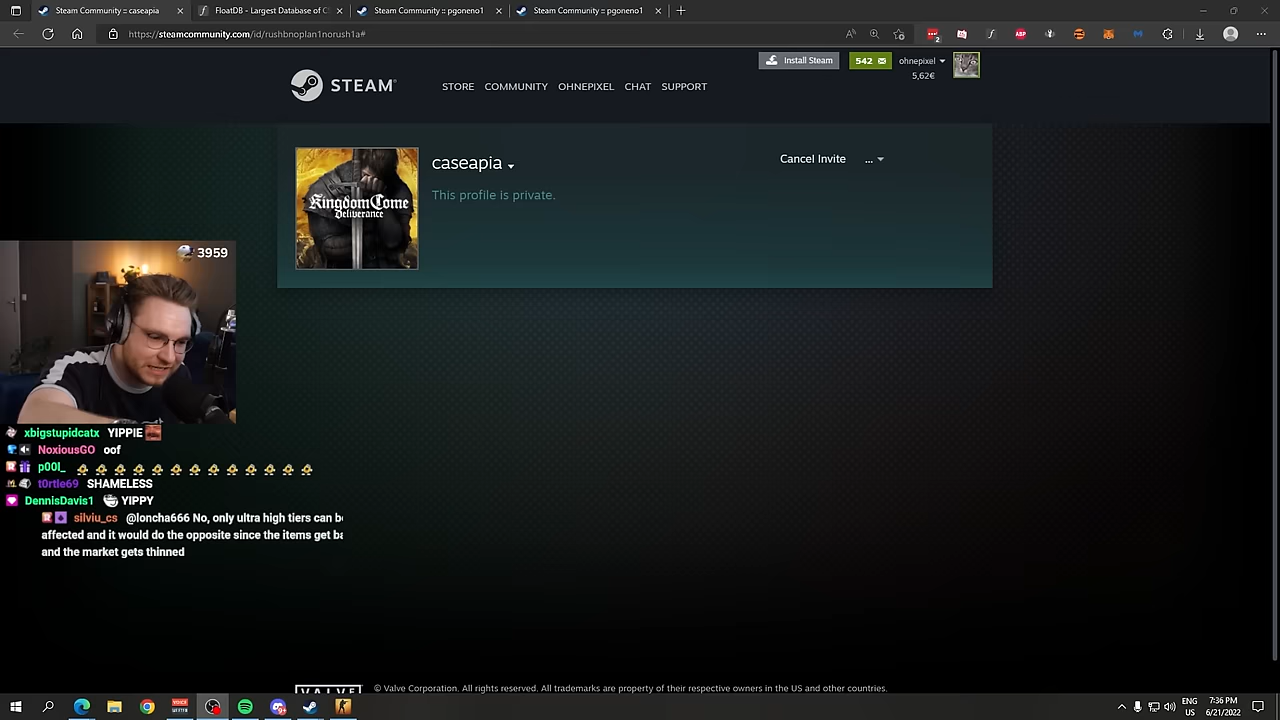 Steam Community :: caseapia
FloatDB - Largest Database of CS
Steam Community :: pgoneno1
Steam Community :: pgoneno1
https://steamcommunity.com/id/rushbnoplan1norush1a#
Install Steam
542
ohnepixel
5,62€
STEAM
STORE COMMUNITY OHNEPIXEL CHAT SUPPORT
caseapia
Cancel Invite
...
This profile is private.
Kingdom Come
Deliverance
3959
xbigstupidcatx YIPPIE
NoxiousGO oof
p00l_
t0rtle69 SHAMELESS
DennisDavis1 YIPPY
silviu_cs @loncha666 No, only ultra high tiers can be
affected and it would do the opposite since the items get ba
and the market gets thinned
VALVE
© Valve Corporation. All rights reserved. All trademarks are property of their respective owners in the US and other countries.
ENG
US
7:36 PM
6/21/2022